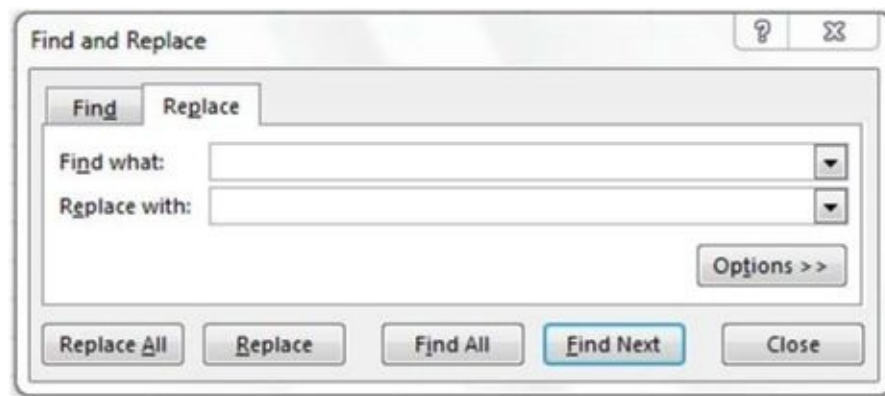 Find and Replace
Find Replace
Find what:
Replace with:
Options >>
Replace All Replace Find All Find Next Close